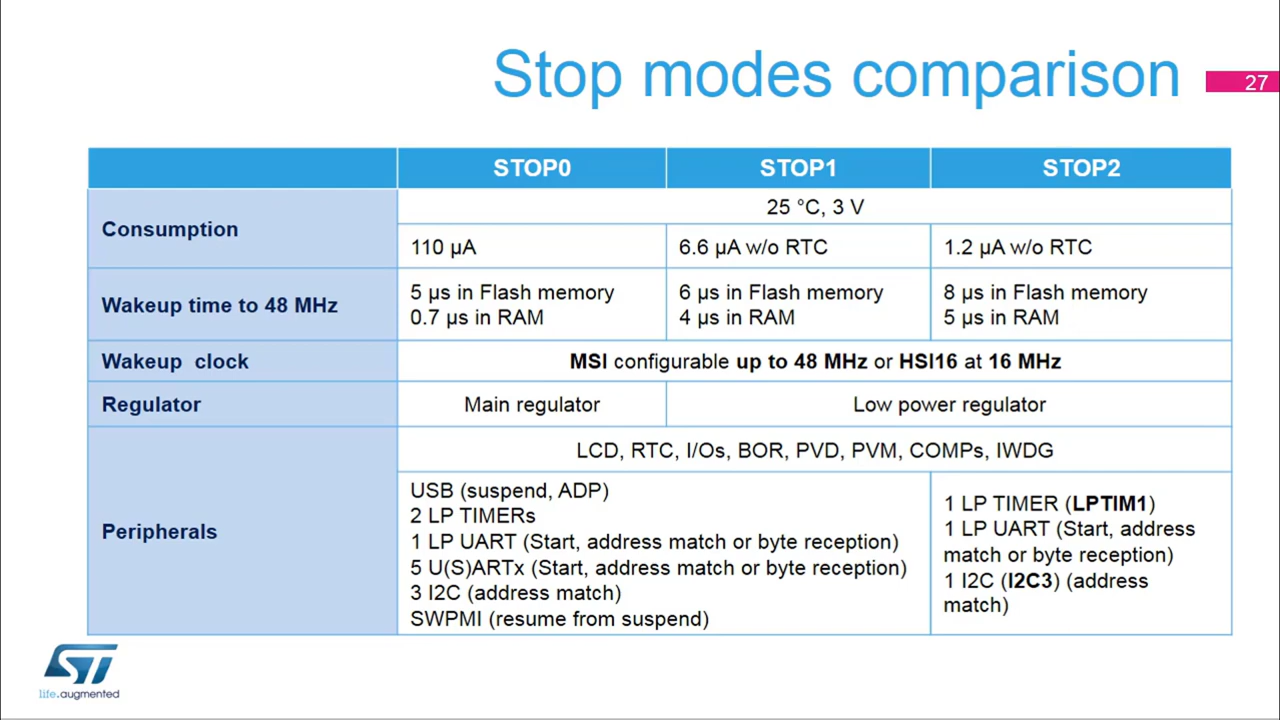 Stop modes comparison
27
STOP0 STOP1 STOP2
Consumption
25 °C, 3 V
110 µA
6.6 µA w/o RTC
1.2 µA w/o RTC
Wakeup time to 48 MHz
5 µs in Flash memory
0.7 µs in RAM
6 µs in Flash memory
4 µs in RAM
8 µs in Flash memory
5 µs in RAM
Wakeup clock
MSI configurable up to 48 MHz or HSI16 at 16 MHz
Regulator
Main regulator
Low power regulator
Peripherals
LCD, RTC, I/Os, BOR, PVD, PVM, COMPs, IWDG
USB (suspend, ADP)
2 LP TIMERs
1 LP UART (Start, address match or byte reception)
5 U(S)ARTx (Start, address match or byte reception)
3 I2C (address match)
SWPMI (resume from suspend)
1 LP TIMER (LPTIM1)
1 LP UART (Start, address
match or byte reception)
1 I2C (I2C3) (address
match)
ST
life.augmented